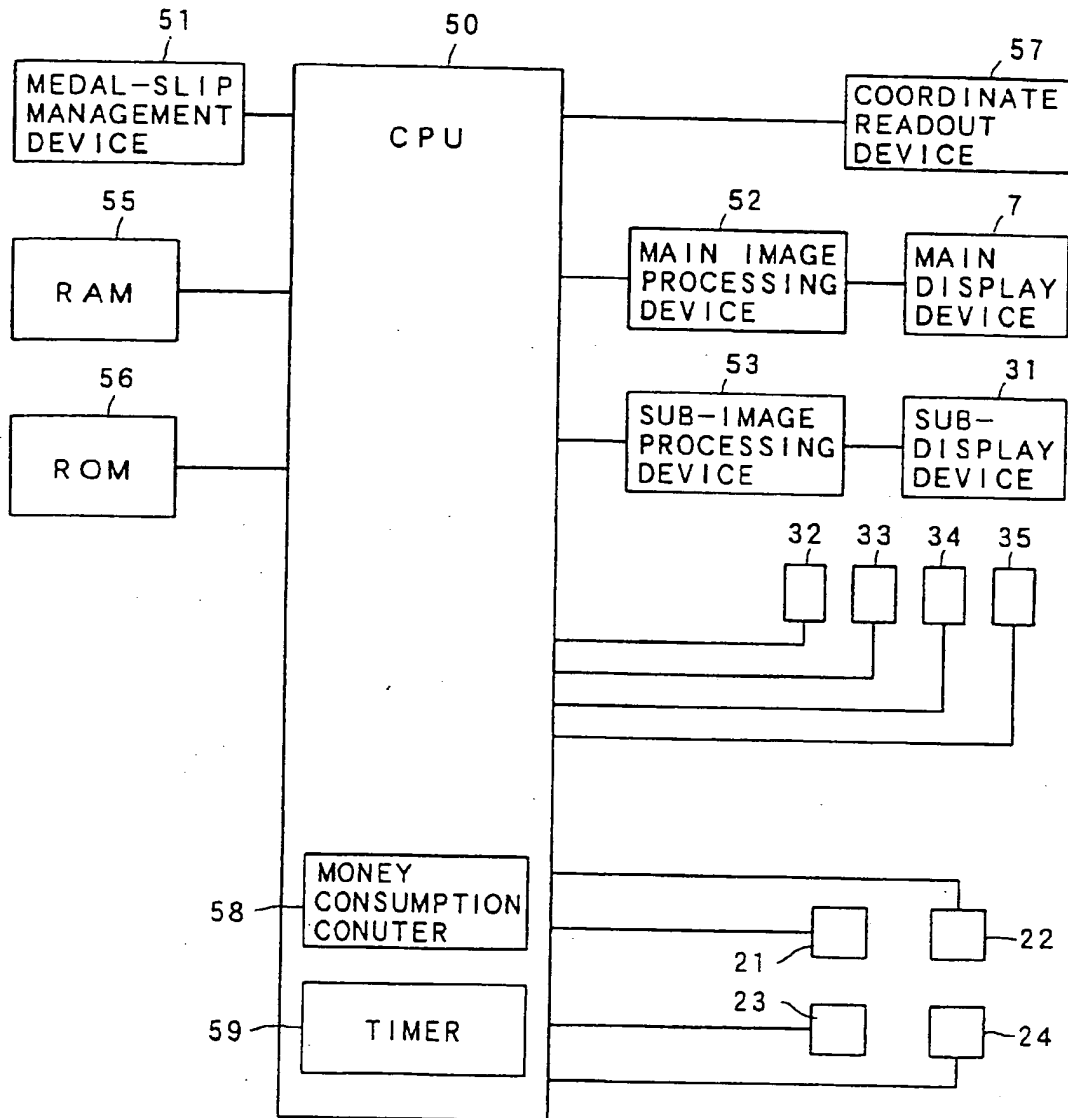 51
50
57
MEDAL-SLIP
MANAGEMENT
DEVICE
CPU
COORDINATE
READOUT
DEVICE
55
52
7
RAM
MAIN IMAGE
PROCESSING
DEVICE
MAIN
DISPLAY
DEVICE
56
53
31
ROM
SUB-IMAGE
PROCESSING
DEVICE
SUB-
DISPLAY
DEVICE
32
33
34
35
58
MONEY
CONSUMPTION
CONUTER
21
22
59
TIMER
23
24